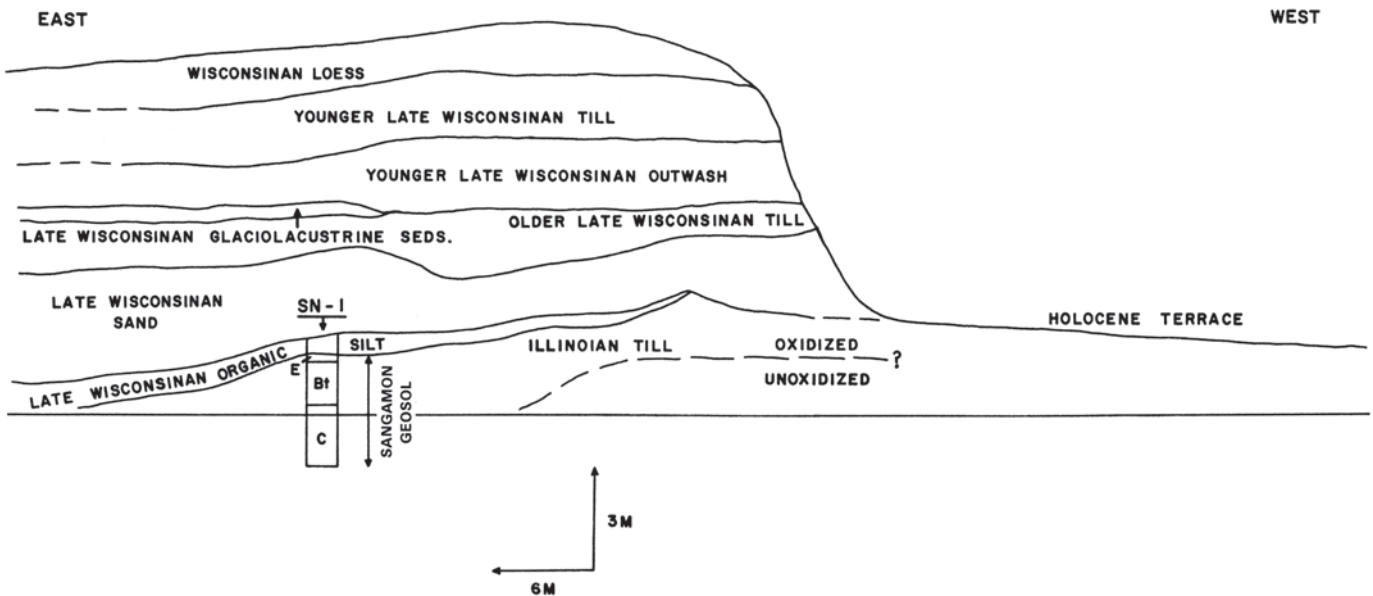 EAST
WEST
WISCONSINAN LOESS
YOUNGER LATE WISCONSINAN TILL
YOUNGER LATE WISCONSINAN OUTWASH
OLDER LATE WISCONSINAN TILL
LATE WISCONSINAN GLACIOLACUSTRINE SEDS.
LATE WISCONSINAN
SAND
SN-1
HOLOCENE TERRACE
LATE WISCONSINAN ORGANIC SILT
ILLINOIAN TILL
OXIDIZED
?
UNOXIDIZED
E
Bt
C
SANGAMON
GEOSOL
3M
6M